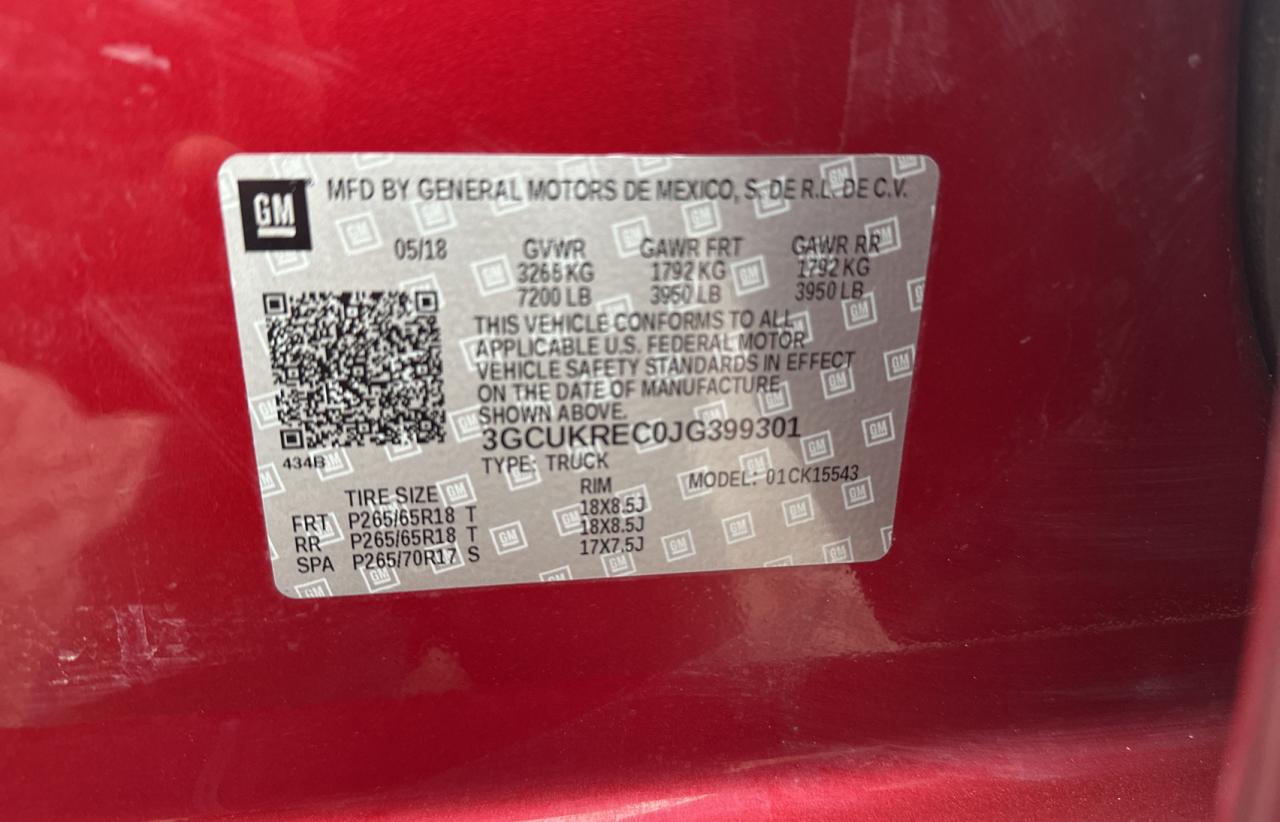 GM MFD BY GENERAL MOTORS DE MEXICO, S. DE R.L. DE C.V.
05/18 GVWR GAWR FRT GAWR RR
3266 KG 1792 KG 1792 KG
7200 LB 3950 LB 3950 LB
THIS VEHICLE CONFORMS TO ALL
APPLICABLE U.S. FEDERAL MOTOR
VEHICLE SAFETY STANDARDS IN EFFECT
ON THE DATE OF MANUFACTURE
SHOWN ABOVE.
3GCUKREC0JG399301
434B
TYPE: TRUCK
MODEL: 01CK15543
TIRE SIZE RIM
FRT P265/65R18 T 18X8.5J
RR P265/65R18 T 18X8.5J
SPA P265/70R17 S 17X7.5J